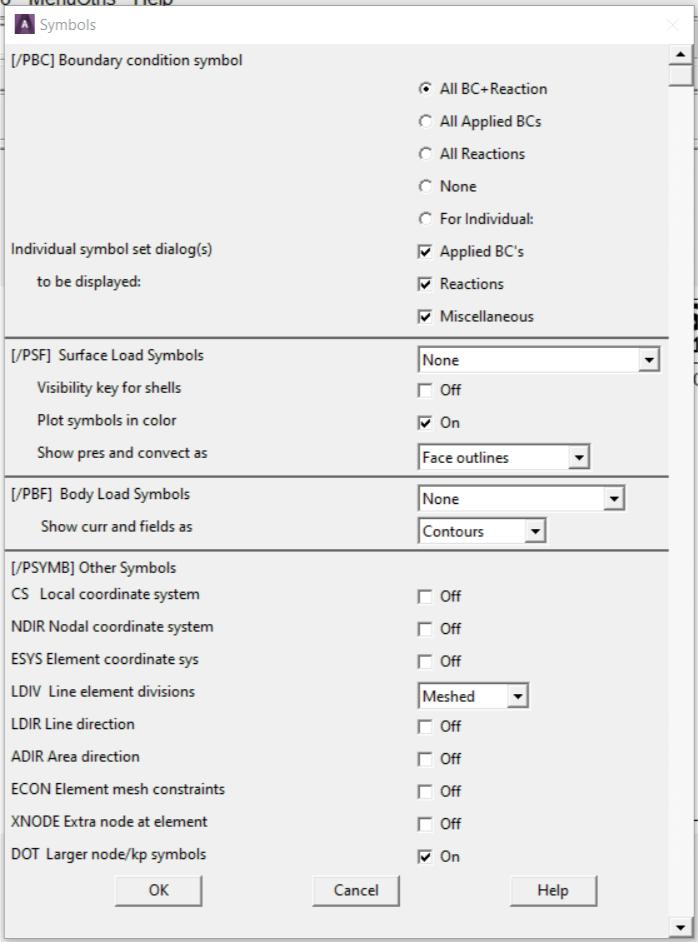 MenuCtrls Help
Symbols
[/PBC] Boundary condition symbol
All BC+Reaction
All Applied BCs
All Reactions
None
For Individual:
Individual symbol set dialog(s) Applied BC's
to be displayed: Reactions
Miscellaneous
[/PSF] Surface Load Symbols None
Visibility key for shells Off
Plot symbols in color On
Show pres and convect as Face outlines
[/PBF] Body Load Symbols None
Show curr and fields as Contours
[/PSYMB] Other Symbols
CS Local coordinate system Off
NDIR Nodal coordinate system Off
ESYS Element coordinate sys Off
LDIV Line element divisions Meshed
LDIR Line direction Off
ADIR Area direction Off
ECON Element mesh constraints Off
XNODE Extra node at element Off
DOT Larger node/kp symbols On
OK Cancel Help